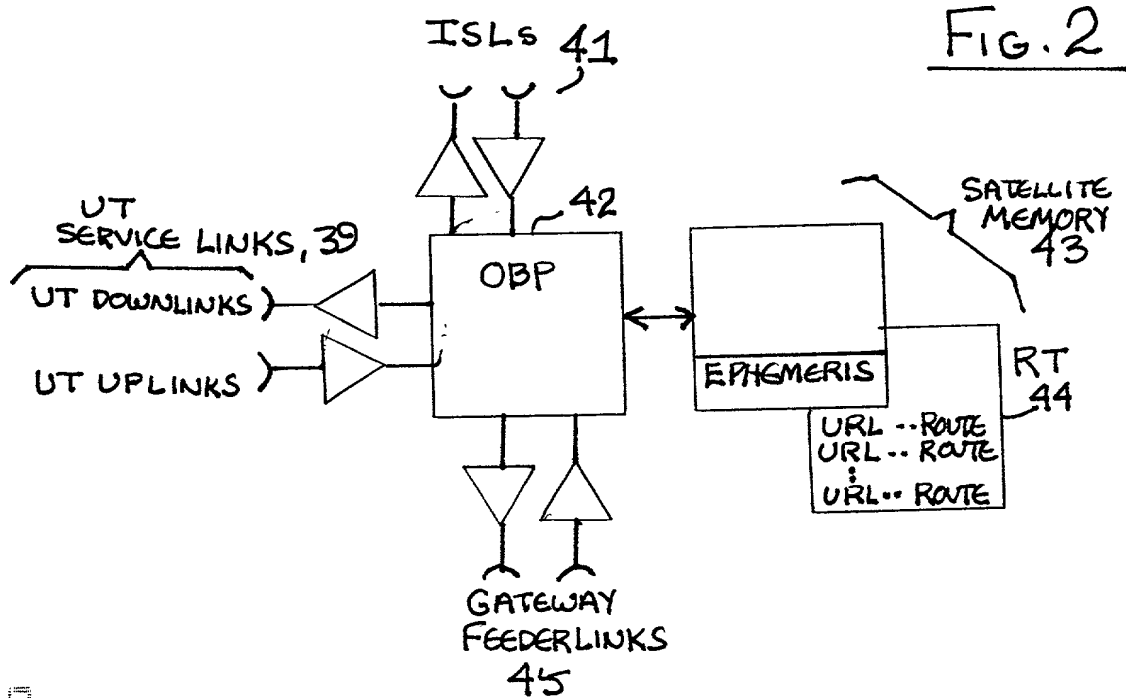 FIG. 2
ISLs 41
SATELLITE
MEMORY
43
UT
SERVICE LINKS, 39
42
OBP
UT DOWNLINKS
UT UPLINKS
EPHEMERIS
RT
44
URL -- ROUTE
URL -- ROUTE
URL -- ROUTE
GATEWAY
FEEDERLINKS
45